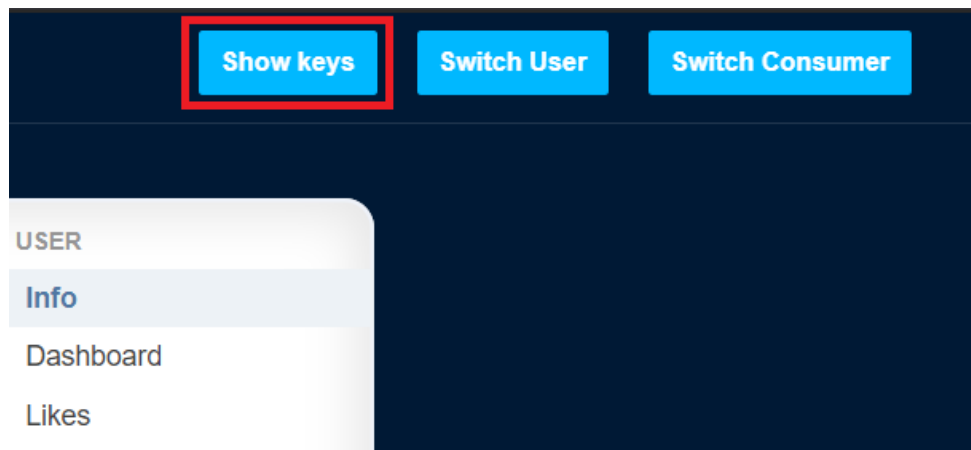 Show keys Switch User Switch Consumer
USER
Info
Dashboard
Likes